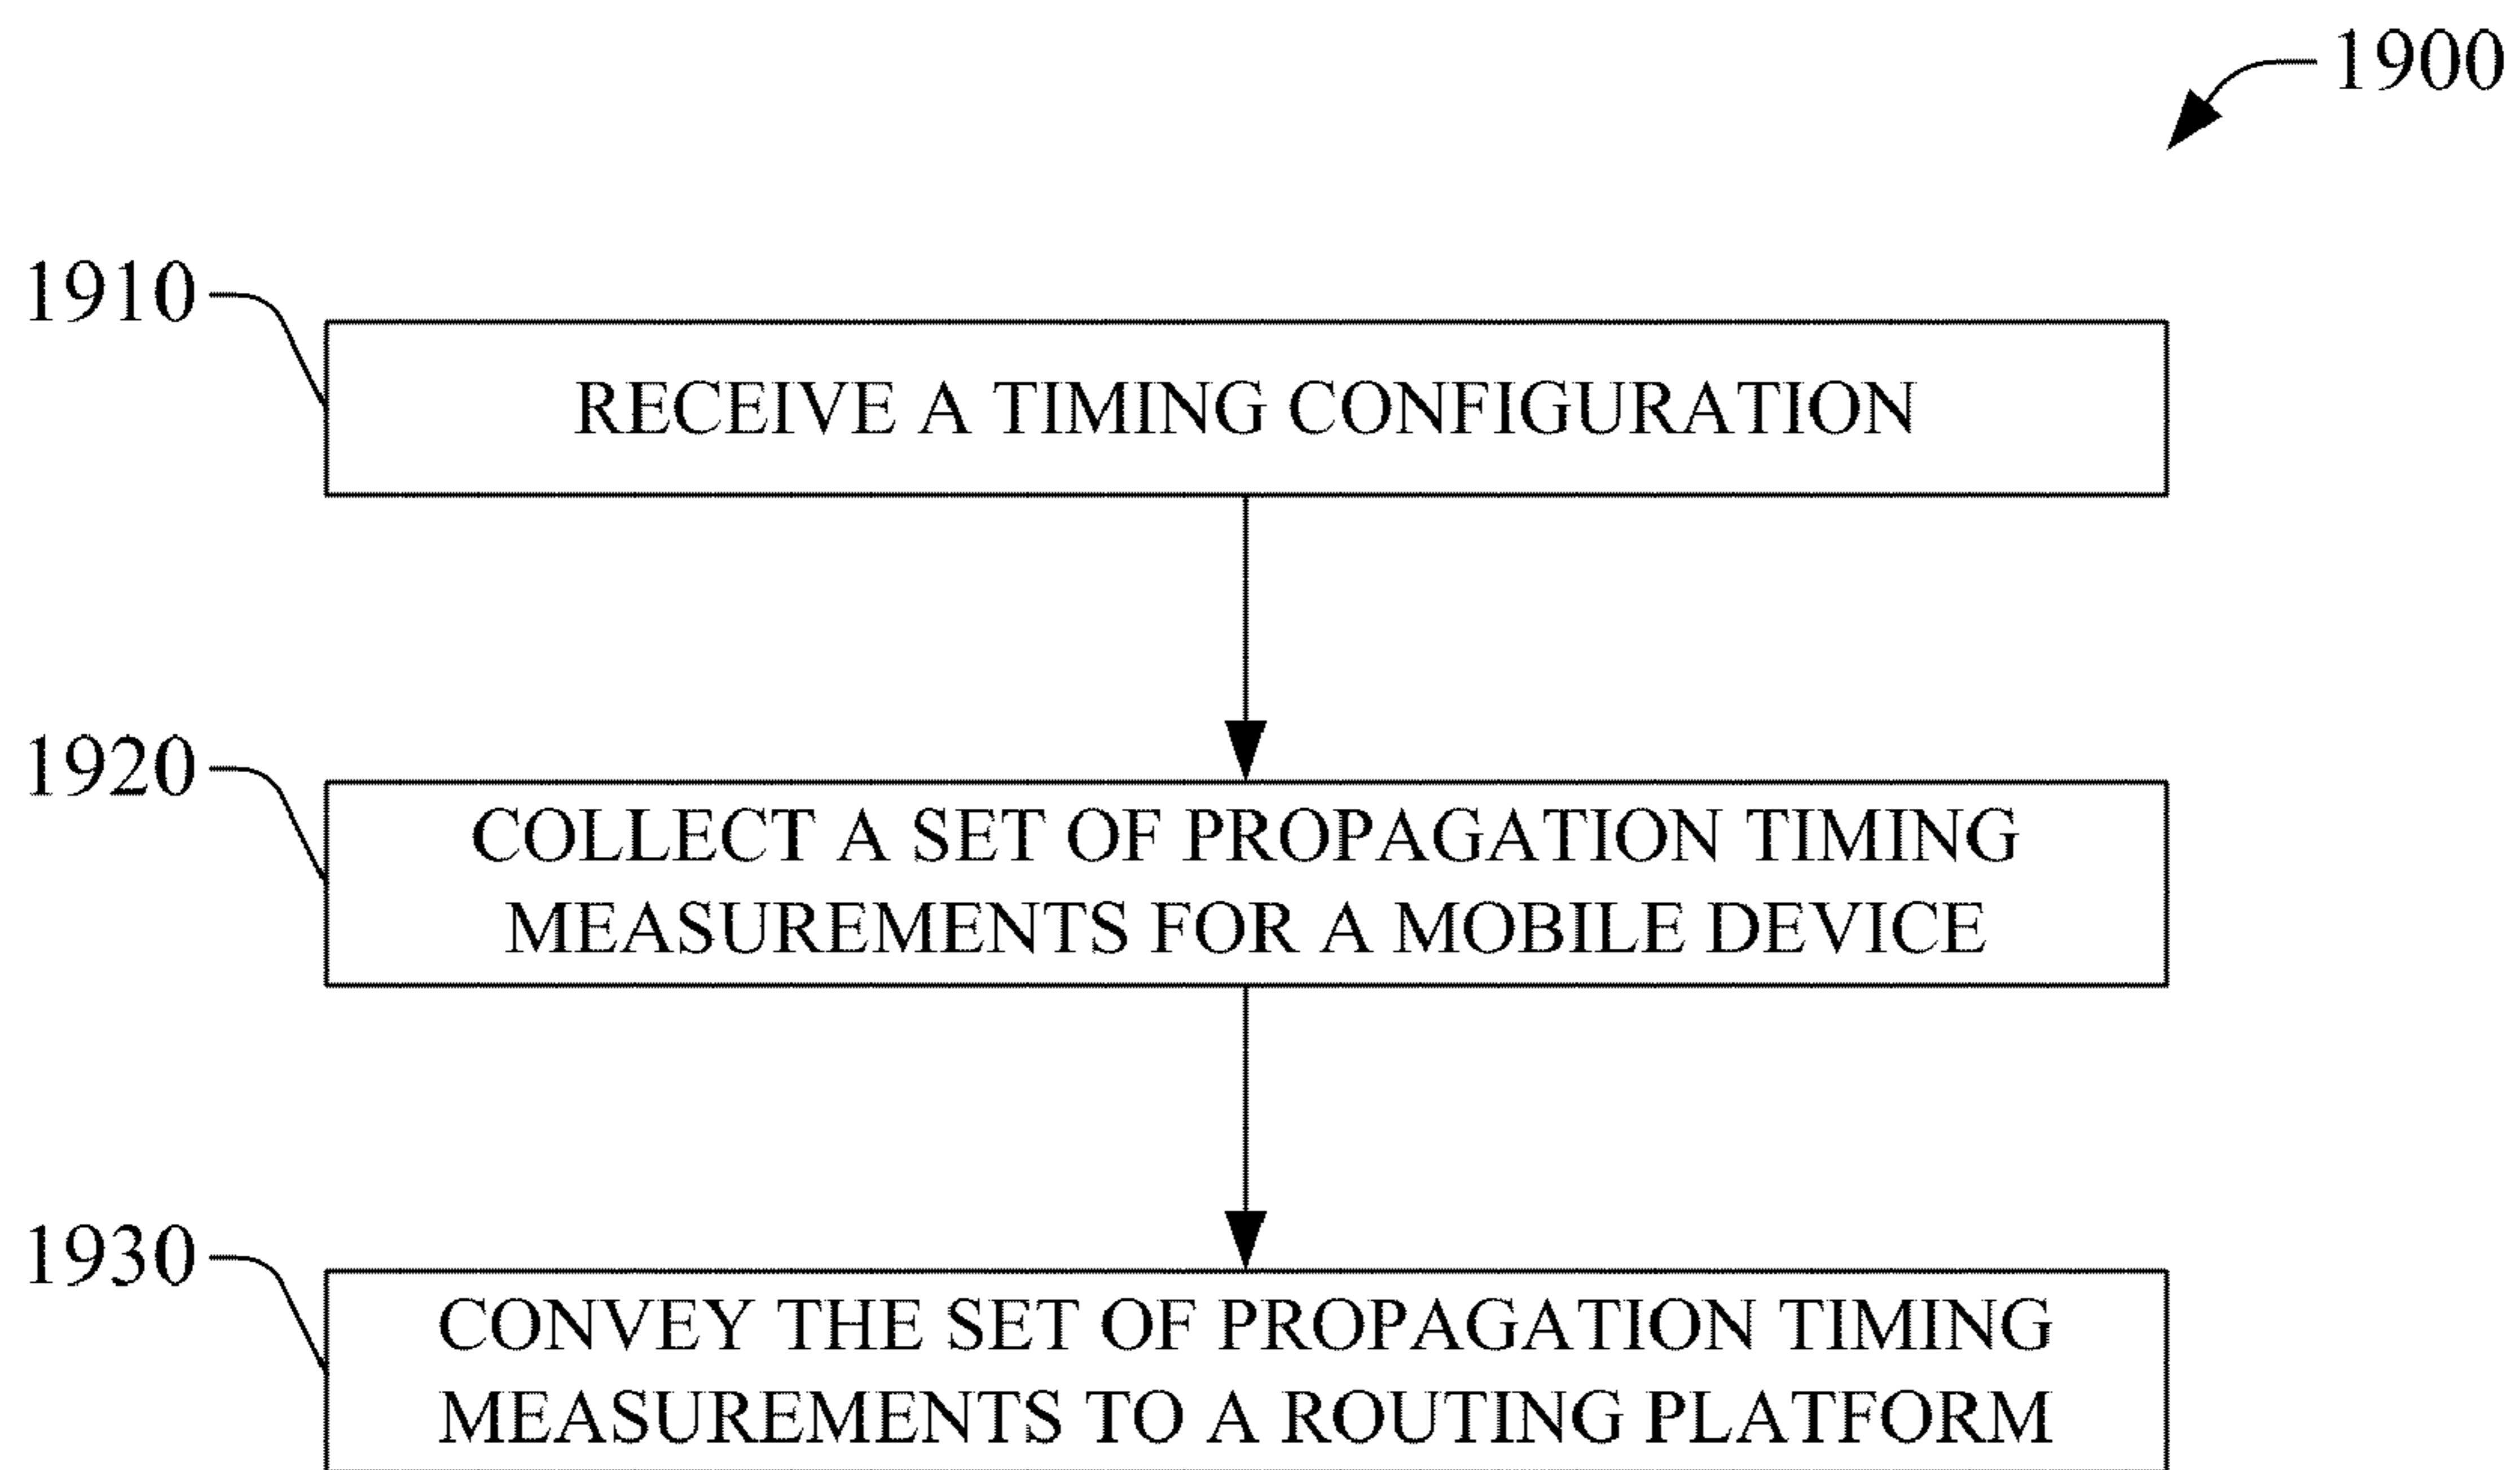 1900
1910
RECEIVE A TIMING CONFIGURATION
1920
COLLECT A SET OF PROPAGATION TIMING
MEASUREMENTS FOR A MOBILE DEVICE
1930
CONVEY THE SET OF PROPAGATION TIMING
MEASUREMENTS TO A ROUTING PLATFORM